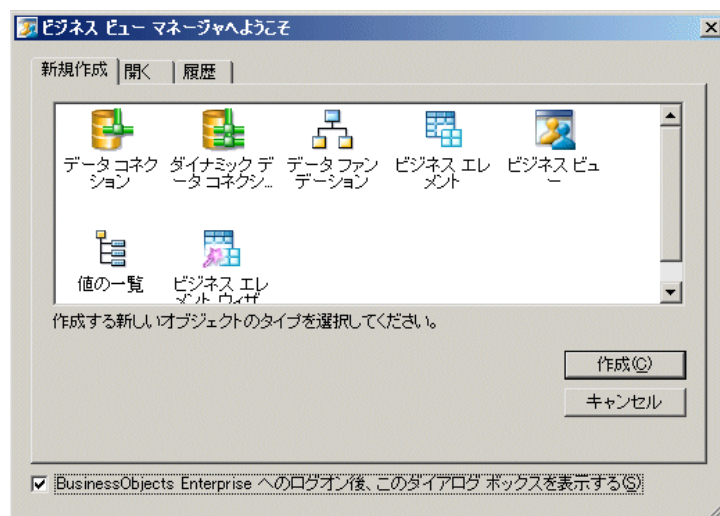 ビジネス ビュー マネージャへようこそ
新規作成 開く 履歴
データ コネク
ション
ダイナミック デ
ータ コネクシ...
データ ファン
デーション
ビジネス エレ
メント
ビジネス ビュ
ー
値の一覧
ビジネス エレ
メント ウィザ
作成する新しいオブジェクトのタイプを選択してください。
作成(C)
キャンセル
BusinessObjects Enterprise へのログオン後、このダイアログ ボックスを表示する(S)